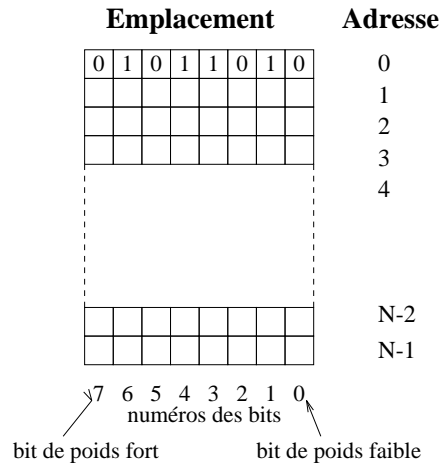 Emplacement Adresse
0 1 0 1 1 0 1 0 0
1
2
3
4
N-2
N-1
7 6 5 4 3 2 1 0
numéros des bits
bit de poids fort bit de poids faible